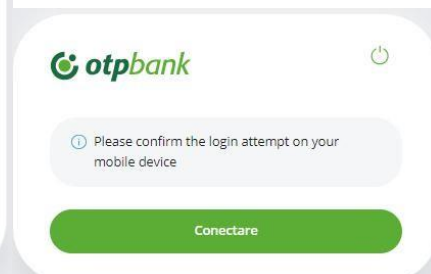 otpbank
Please confirm the login attempt on your
mobile device
Conectare